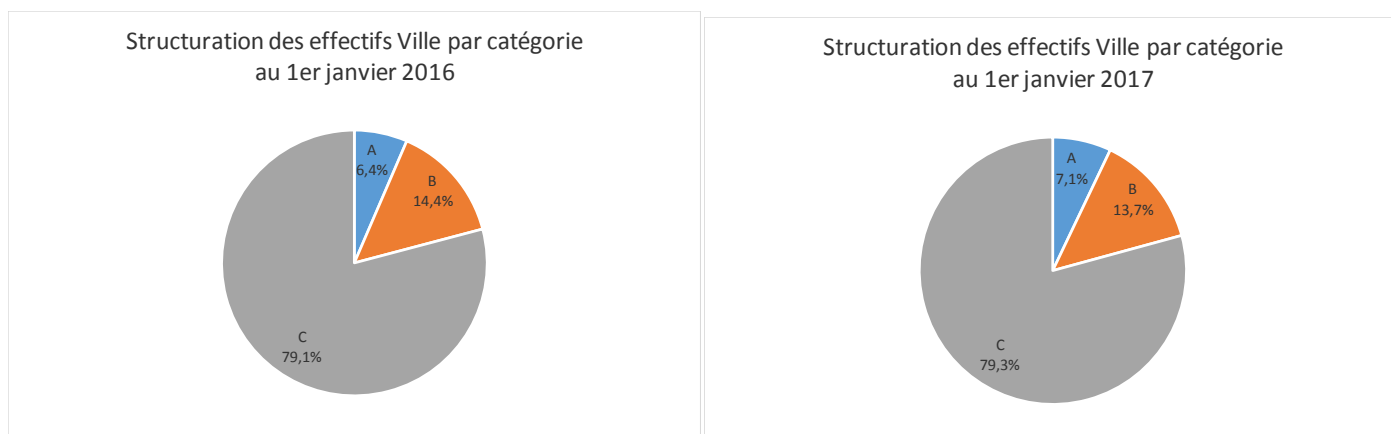 Structuration des effectifs Ville par catégorie
au 1er janvier 2016
A
6,4%
B
14,4%
C
79,1%
Structuration des effectifs Ville par catégorie
au 1er janvier 2017
A
7,1%
B
13,7%
C
79,3%